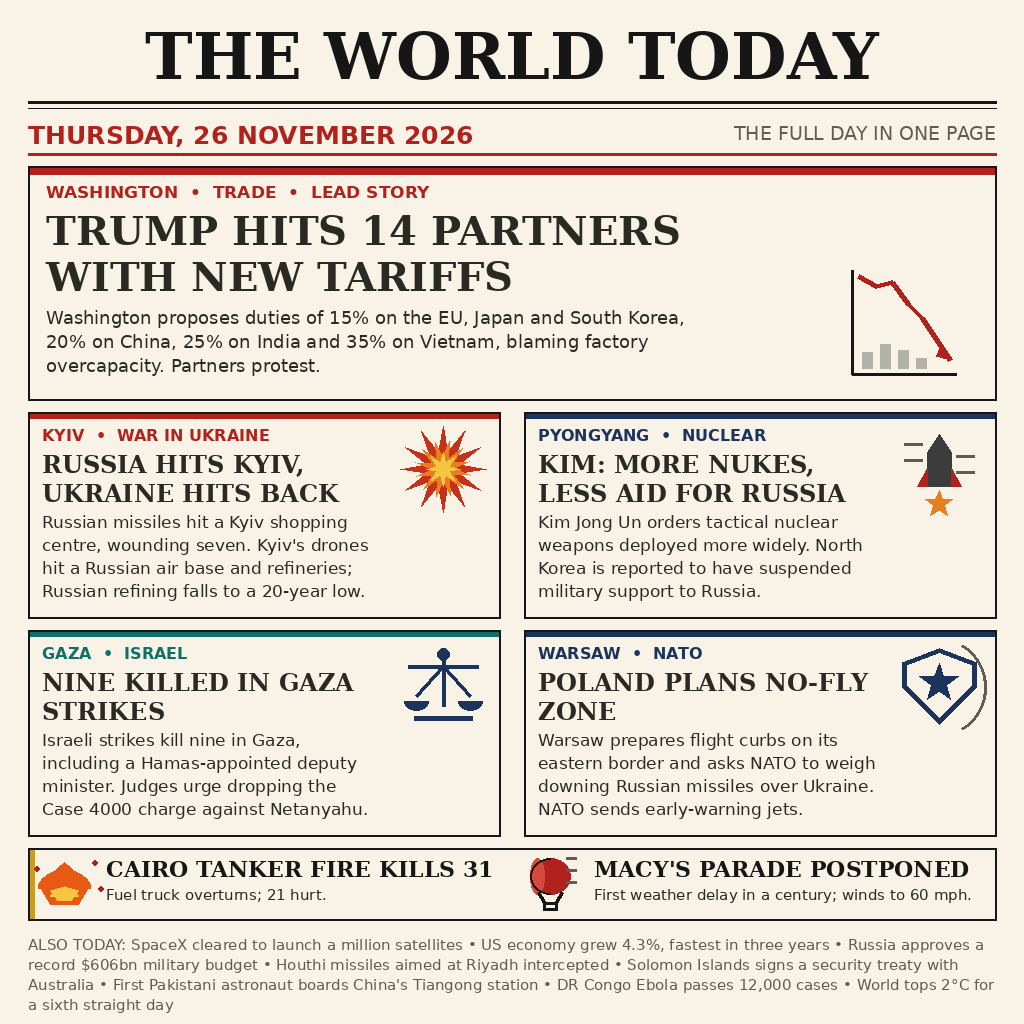 THE WORLD TODAY
THURSDAY, 26 NOVEMBER 2026
THE FULL DAY IN ONE PAGE
WASHINGTON • TRADE • LEAD STORY
TRUMP HITS 14 PARTNERS
WITH NEW TARIFFS
Washington proposes duties of 15% on the EU, Japan and South Korea,
20% on China, 25% on India and 35% on Vietnam, blaming factory
overcapacity. Partners protest.
KYIV • WAR IN UKRAINE
RUSSIA HITS KYIV,
UKRAINE HITS BACK
Russian missiles hit a Kyiv shopping
centre, wounding seven. Kyiv's drones
hit a Russian air base and refineries;
Russian refining falls to a 20-year low.
PYONGYANG • NUCLEAR
KIM: MORE NUKES,
LESS AID FOR RUSSIA
Kim Jong Un orders tactical nuclear
weapons deployed more widely. North
Korea is reported to have suspended
military support to Russia.
GAZA • ISRAEL
NINE KILLED IN GAZA
STRIKES
Israeli strikes kill nine in Gaza,
including a Hamas-appointed deputy
minister. Judges urge dropping the
Case 4000 charge against Netanyahu.
WARSAW • NATO
POLAND PLANS NO-FLY
ZONE
Warsaw prepares flight curbs on its
eastern border and asks NATO to weigh
downing Russian missiles over Ukraine.
NATO sends early-warning jets.
CAIRO TANKER FIRE KILLS 31
Fuel truck overturns; 21 hurt.
MACY'S PARADE POSTPONED
First weather delay in a century; winds to 60 mph.
ALSO TODAY: SpaceX cleared to launch a million satellites • US economy grew 4.3%, fastest in three years • Russia approves a
record $606bn military budget • Houthi missiles aimed at Riyadh intercepted • Solomon Islands signs a security treaty with
Australia • First Pakistani astronaut boards China's Tiangong station • DR Congo Ebola passes 12,000 cases • World tops 2°C for
a sixth straight day